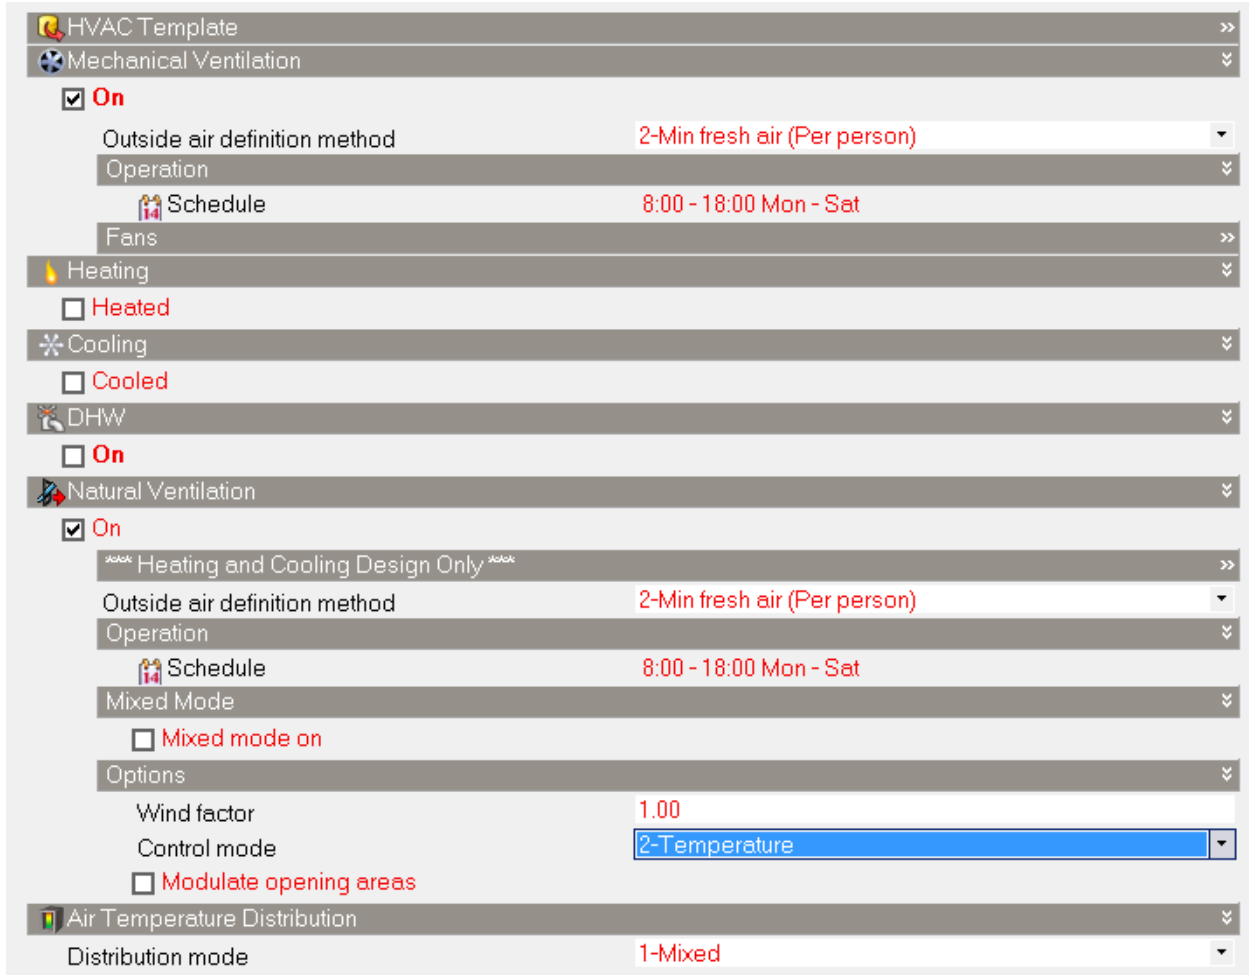 HVAC Template
Mechanical Ventilation
On
Outside air definition method 2-Min fresh air (Per person)
Operation
14 Schedule 8:00 - 18:00 Mon - Sat
Fans
Heating
Heated
Cooling
Cooled
DHW
On
Natural Ventilation
On
*** Heating and Cooling Design Only ***
Outside air definition method 2-Min fresh air (Per person)
Operation
14 Schedule 8:00 - 18:00 Mon - Sat
Mixed Mode
Mixed mode on
Options
Wind factor 1.00
Control mode 2-Temperature
Modulate opening areas
Air Temperature Distribution
Distribution mode 1-Mixed